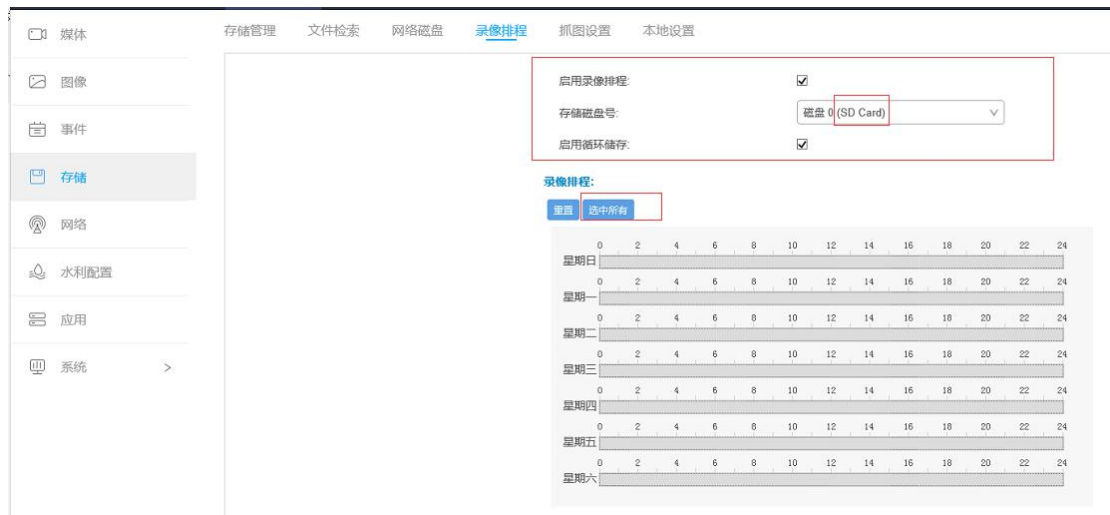 存储管理 文件检索 网络磁盘 录像排程 抓图设置 本地设置
媒体
图像
事件
存储
网络
水利配置
应用
系统 >
启用录像排程:
存储磁盘号: 磁盘 0 (SD Card)
启用循环储存:
录像排程:
重置 选中所有
0 2 4 6 8 10 12 14 16 18 20 22 24
星期日
0 2 4 6 8 10 12 14 16 18 20 22 24
星期一
0 2 4 6 8 10 12 14 16 18 20 22 24
星期二
0 2 4 6 8 10 12 14 16 18 20 22 24
星期三
0 2 4 6 8 10 12 14 16 18 20 22 24
星期四
0 2 4 6 8 10 12 14 16 18 20 22 24
星期五
0 2 4 6 8 10 12 14 16 18 20 22 24
星期六